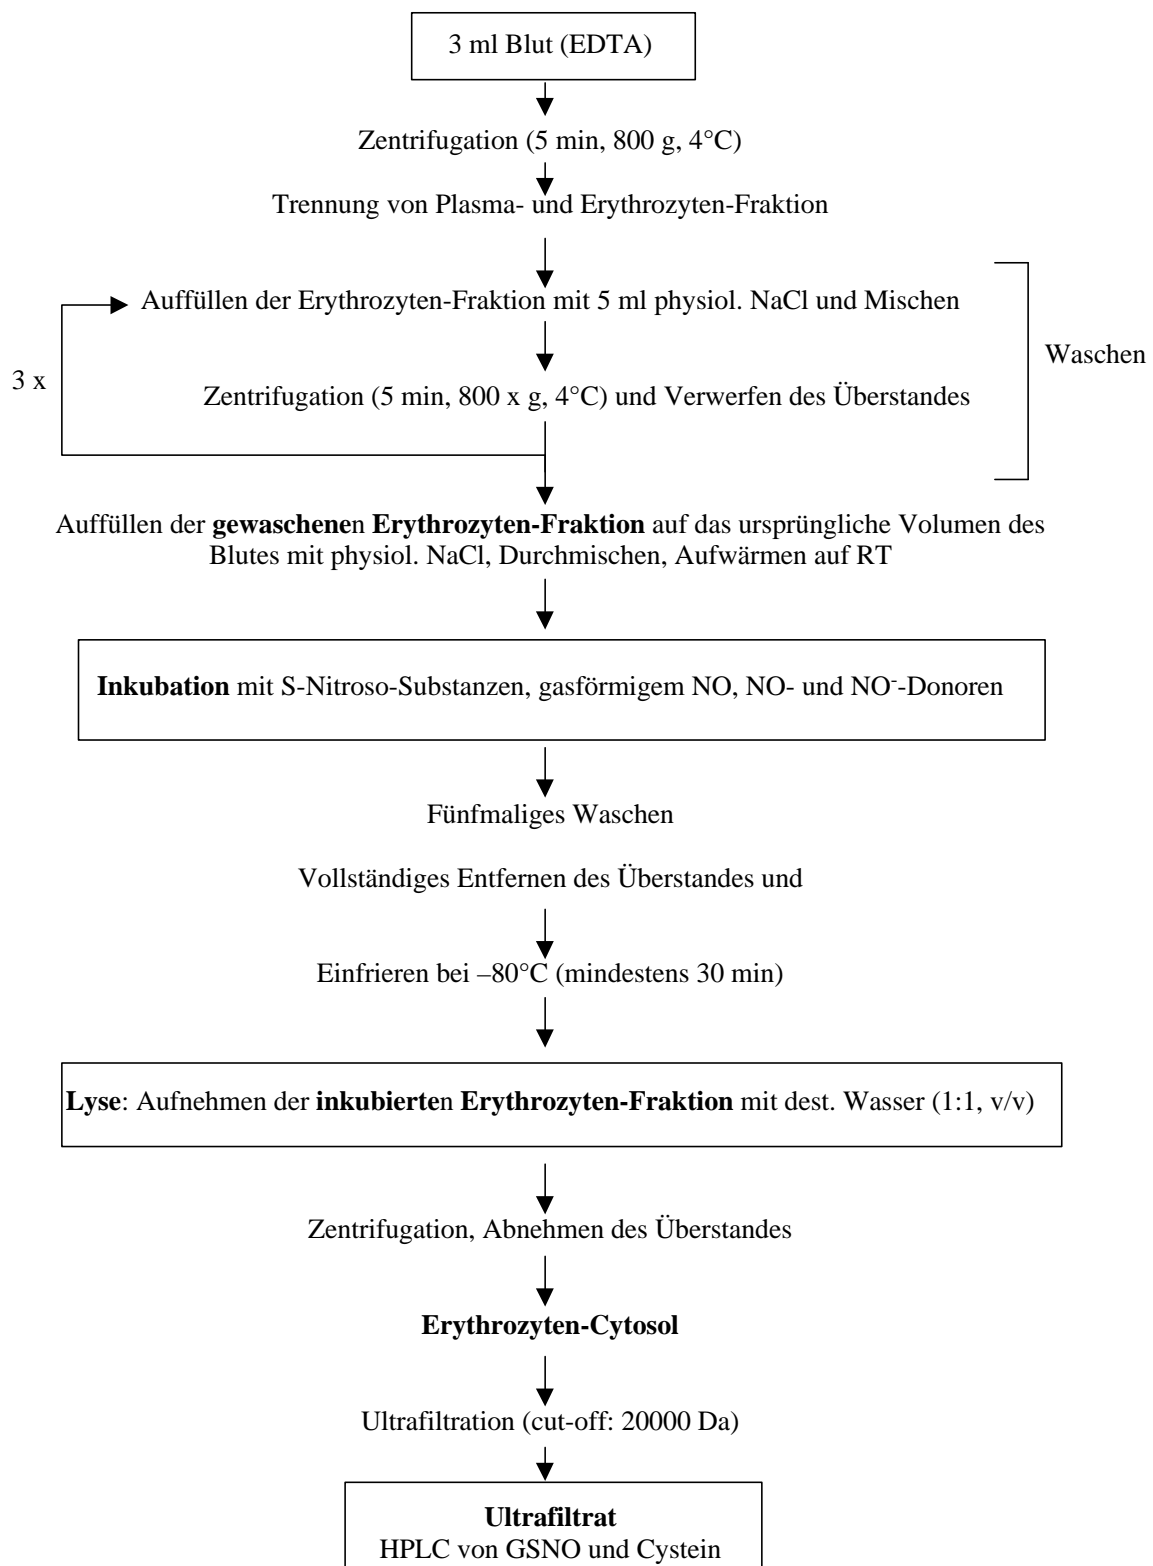 3 ml Blut (EDTA)
Zentrifugation (5 min, 800 g, 4°C)
Trennung von Plasma- und Erythrozyten-Fraktion
Auffüllen der Erythrozyten-Fraktion mit 5 ml physiol. NaCl und Mischen
Waschen
3 x
Zentrifugation (5 min, 800 x g, 4°C) und Verwerfen des Überstandes
Auffüllen der gewaschenen Erythrozyten-Fraktion auf das ursprüngliche Volumen des
Blutes mit physiol. NaCl, Durchmischen, Aufwärmen auf RT
Inkubation mit S-Nitroso-Substanzen, gasförmigem NO, NO- und NO⁻-Donoren
Fünfmaliges Waschen
Vollständiges Entfernen des Überstandes und
Einfrieren bei –80°C (mindestens 30 min)
Lyse: Aufnehmen der inkubierten Erythrozyten-Fraktion mit dest. Wasser (1:1, v/v)
Zentrifugation, Abnehmen des Überstandes
Erythrozyten-Cytosol
Ultrafiltration (cut-off: 20000 Da)
Ultrafiltrat
HPLC von GSNO und Cystein